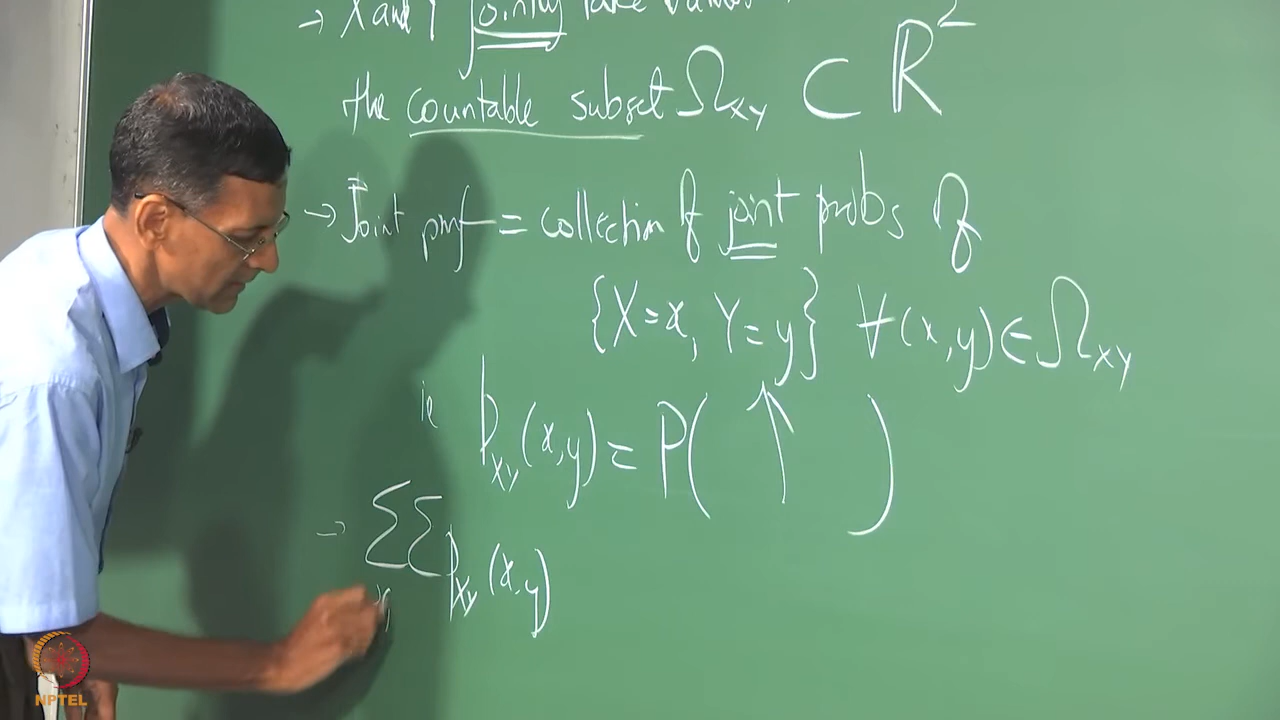 → X and Y jointly take values
the countable subset Ω_XY ⊂ ℝ²
→ Joint pmf = collection of joint probs of
{X=x, Y=y} ∀(x,y)∈Ω_XY
ie p_XY(x,y) = P( ↑ )
→ ΣΣ p_XY(x,y)
x
NPTEL